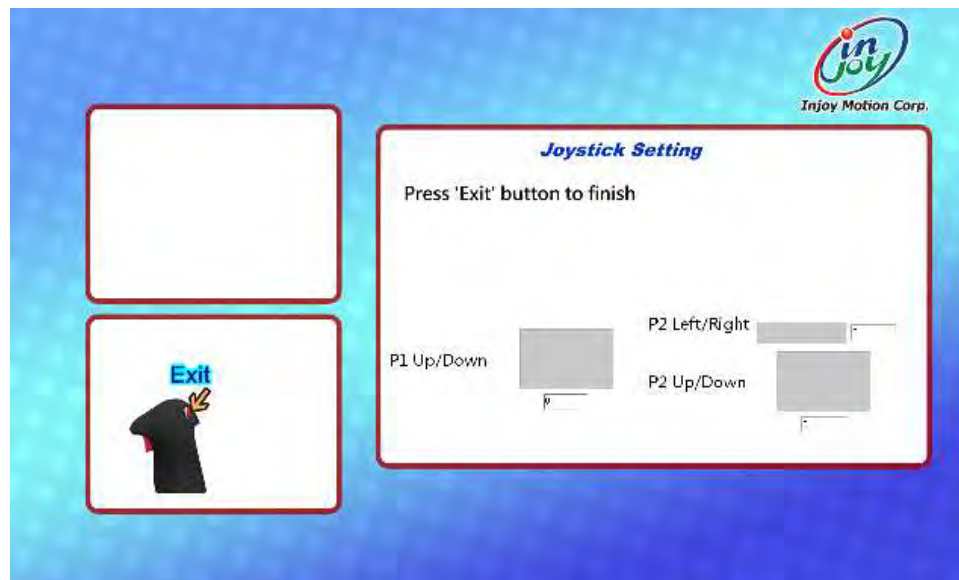 in
joy
Injoy Motion Corp.
Joystick Setting
Press 'Exit' button to finish
P2 Left/Right
-
P1 Up/Down
P2 Up/Down
-
Exit